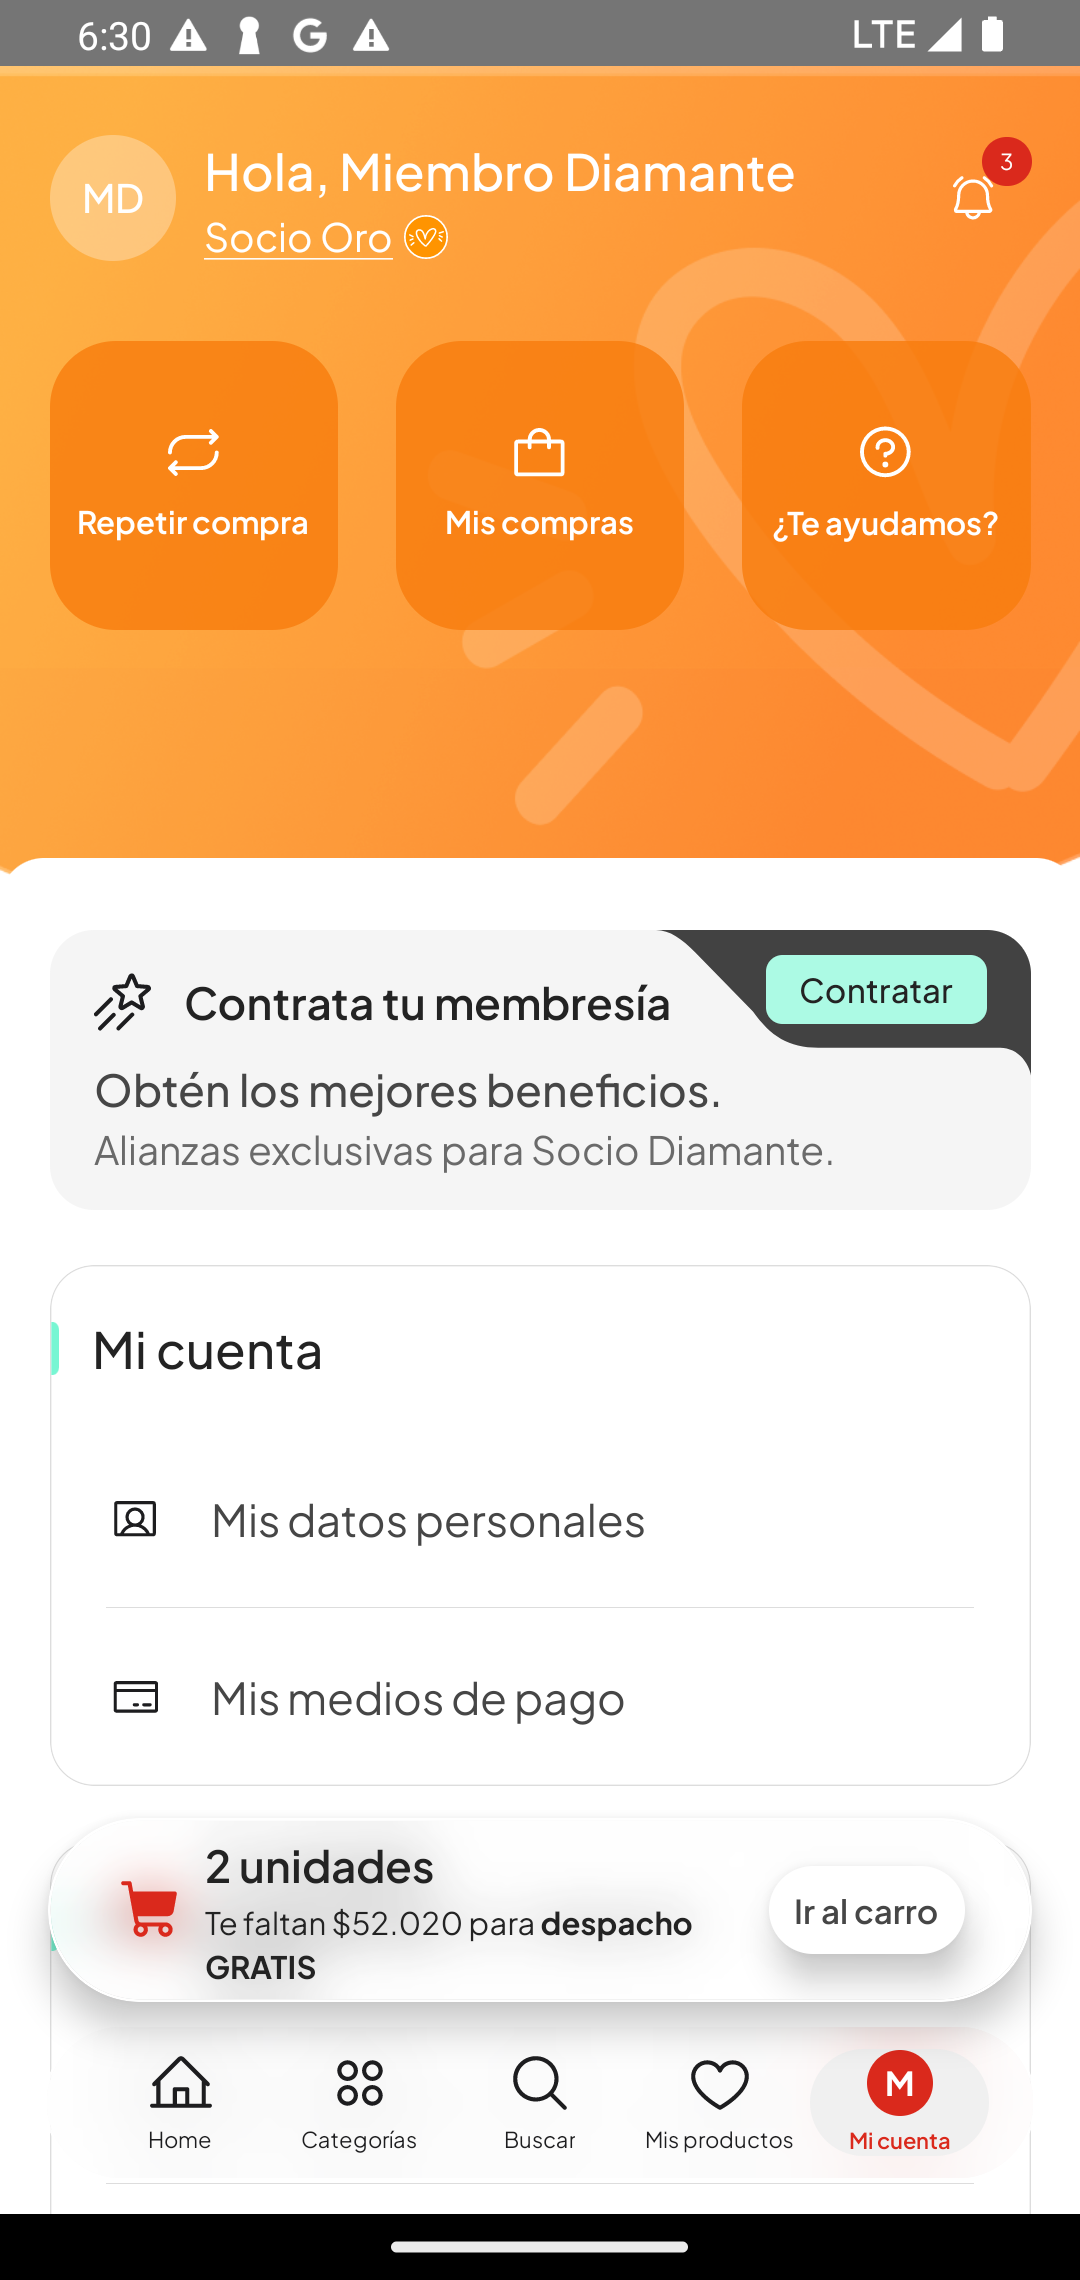 6:30
LTE
MD
Hola, Miembro Diamante
Socio Oro
3
Repetir compra
Mis compras
¿Te ayudamos?
Contrata tu membresía
Contratar
Obtén los mejores beneficios.
Alianzas exclusivas para Socio Diamante.
Mi cuenta
Mis datos personales
Mis medios de pago
2 unidades
Te faltan $52.020 para despacho
GRATIS
Ir al carro
Home
Categorías
Buscar
Mis productos
M
Mi cuenta